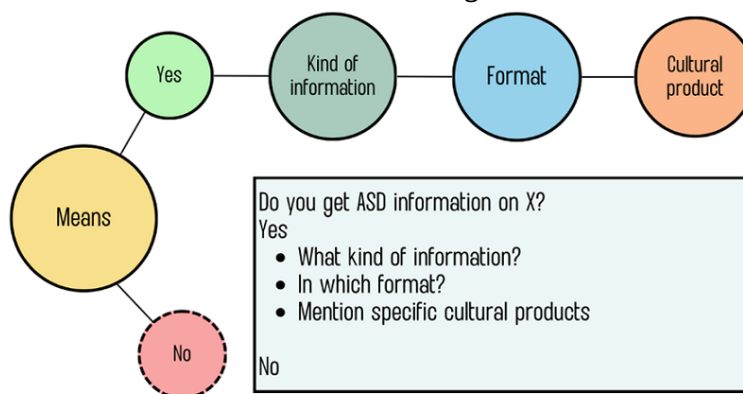 Yes
Kind of
information
Format
Cultural
product
Means
No
Do you get ASD information on X?
Yes
• What kind of information?
• In which format?
• Mention specific cultural products
No